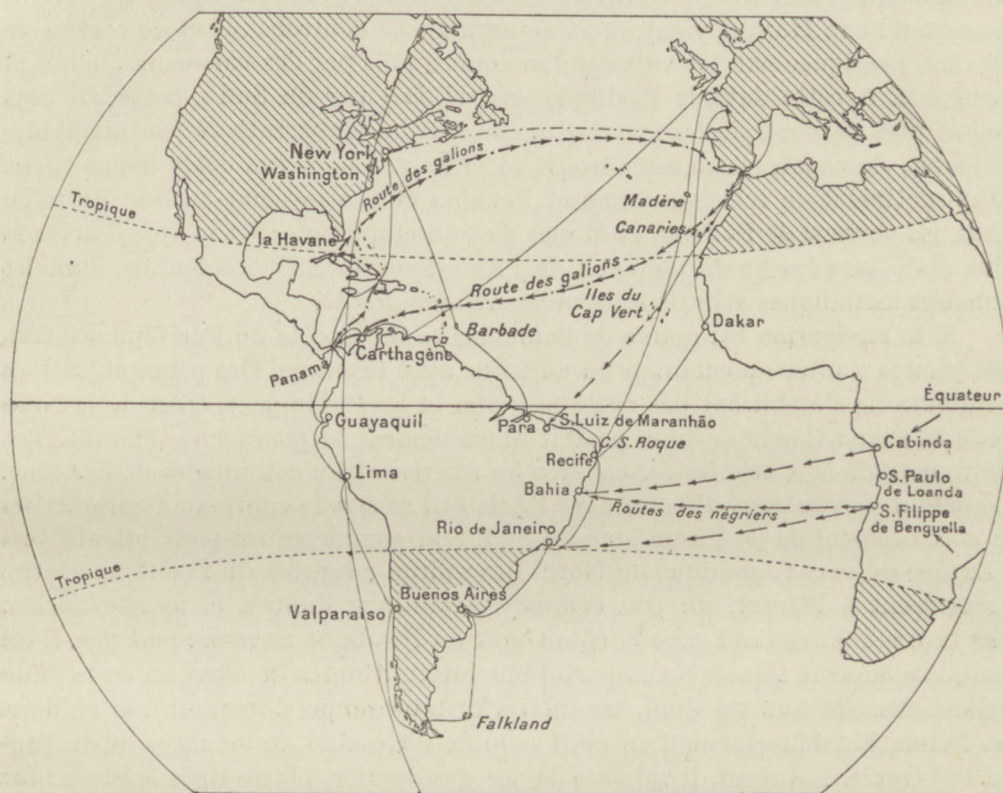 New York
Washington
Route des galions
Tropique
la Havane
Madère
Canaries
Route des galions
Iles du
Cap Vert
Dakar
Barbade
Carthagène
Panamá
Équateur
Guayaquil
Pará
S. Luiz de Maranhão
C. S. Roque
Cabinda
Recife
Lima
Bahia
S. Paulo
de Loanda
Routes des négriers
S. Filippe
de Benguella
Rio de Janeiro
Tropique
Buenos Aires
Valparaiso
Falkland